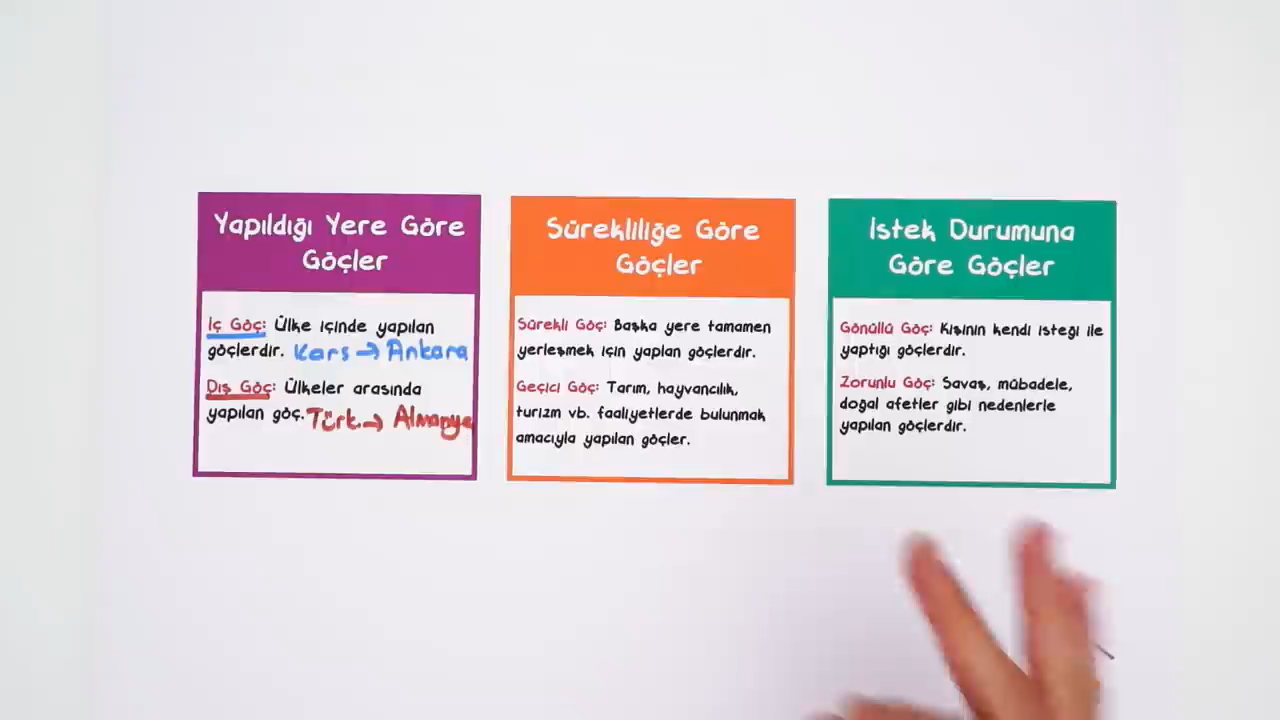 Yapıldığı Yere Göre
Göçler
İç Göç: Ülke içinde yapılan
göçlerdir. Kars → Ankara
Dış Göç: Ülkeler arasında
yapılan göç. Türk. → Almanya
Sürekliliğe Göre
Göçler
Sürekli Göç: Başka yere tamamen
yerleşmek için yaplan göçlerdir.
Geçici Göç: Tarım, hayvancılık,
turizm vb. faaliyetlerde bulunmak
amacıyla yapılan göçler.
İstek Durumuna
Göre Göçler
Gönüllü Göç: Kişinin kendi isteği ile
yaptığı göçlerdir.
Zorunlu Göç: Savaş, mübadele,
doğal afetler gibi nedenlerle
yapılan göçlerdir.